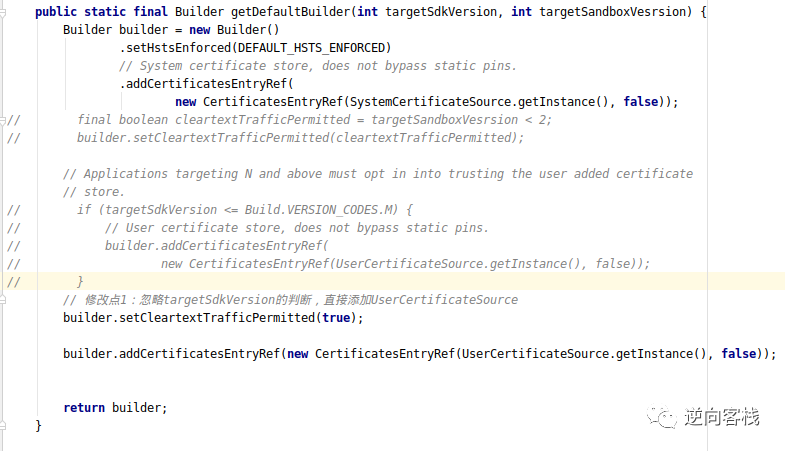 public static final Builder getDefaultBuilder(int targetSdkVersion, int targetSandboxVesrsion) {
Builder builder = new Builder()
.setHstsEnforced(DEFAULT_HSTS_ENFORCED)
// System certificate store, does not bypass static pins.
.addCertificatesEntryRef(
new CertificatesEntryRef(SystemCertificateSource.getInstance(), false));
// final boolean cleartextTrafficPermitted = targetSandboxVesrsion < 2;
// builder.setCleartextTrafficPermitted(cleartextTrafficPermitted);
// Applications targeting N and above must opt in into trusting the user added certificate
// store.
// if (targetSdkVersion <= Build.VERSION_CODES.M) {
// // User certificate store, does not bypass static pins.
// builder.addCertificatesEntryRef(
// new CertificatesEntryRef(UserCertificateSource.getInstance(), false));
// }
// 修改点1：忽略targetSdkVersion的判断，直接添加UserCertificateSource
builder.setCleartextTrafficPermitted(true);
builder.addCertificatesEntryRef(new CertificatesEntryRef(UserCertificateSource.getInstance(), false));
return builder;
}
逆向客栈